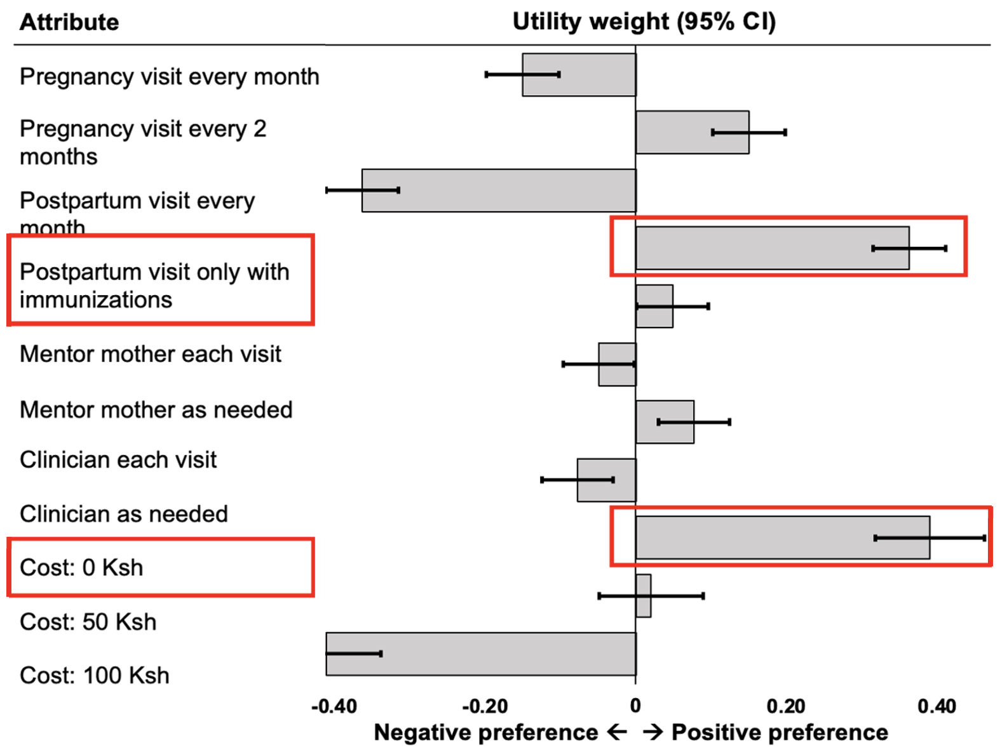 Attribute
Utility weight (95% CI)
Pregnancy visit every month
Pregnancy visit every 2
months
Postpartum visit every
month
Postpartum visit only with
immunizations
Mentor mother each visit
Mentor mother as needed
Clinician each visit
Clinician as needed
Cost: 0 Ksh
Cost: 50 Ksh
Cost: 100 Ksh
-0.40 -0.20 0 0.20 0.40
Negative preference ← → Positive preference